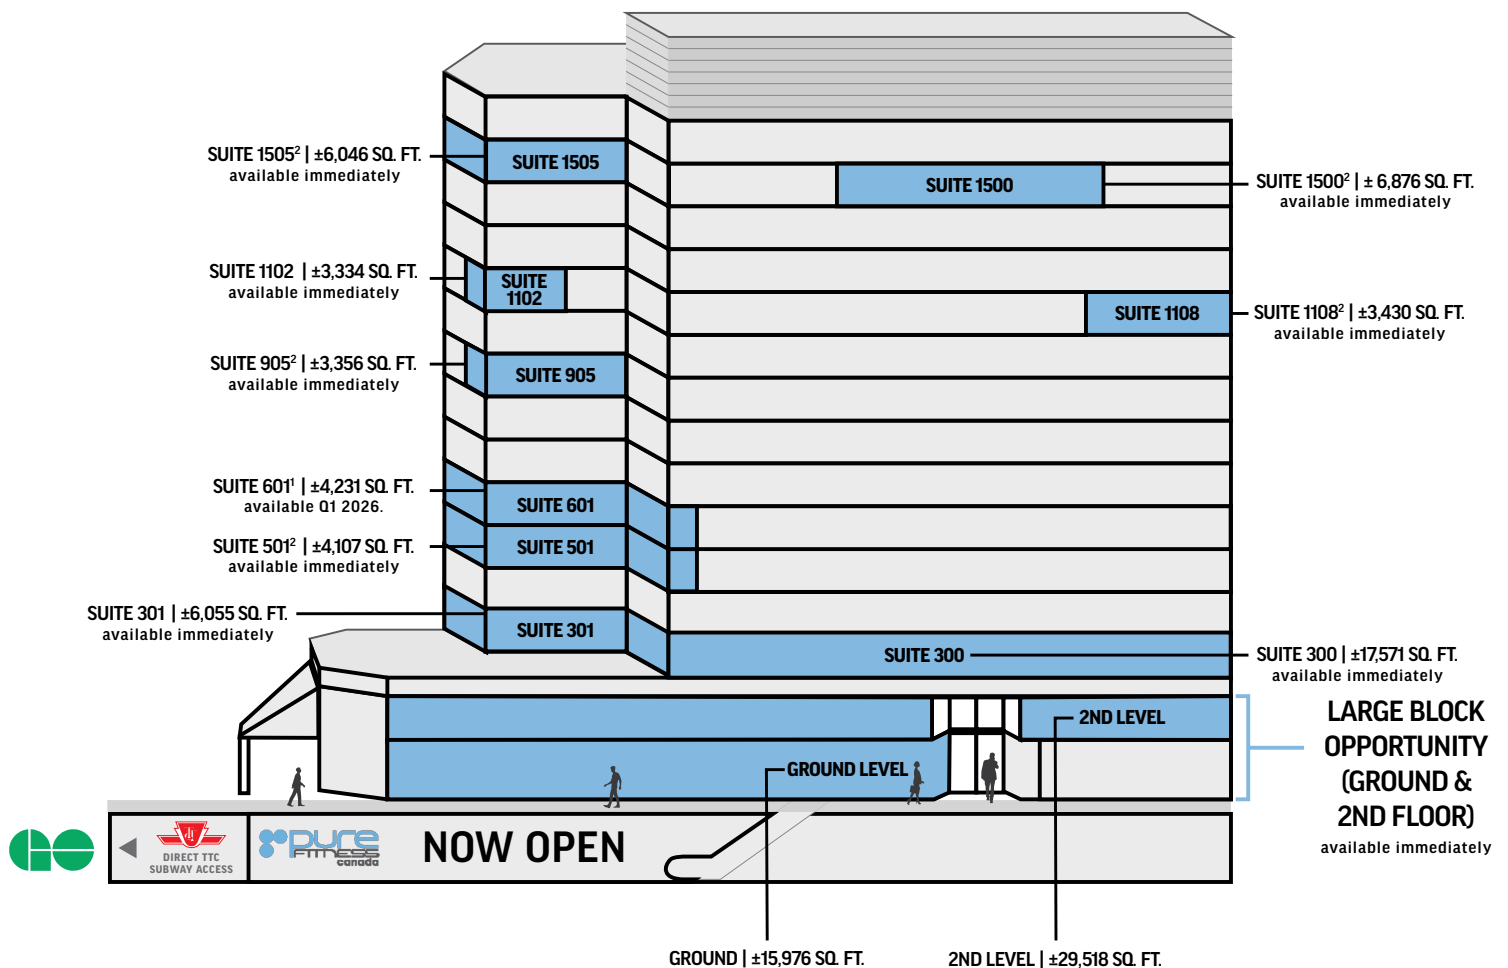 SUITE 1505² | ±6,046 SQ. FT.
available immediately
SUITE 1505
SUITE 1500
SUITE 1500² | ± 6,876 SQ. FT.
available immediately
SUITE 1102 | ±3,334 SQ. FT.
available immediately
SUITE
1102
SUITE 1108
SUITE 1108² | ±3,430 SQ. FT.
available immediately
SUITE 905² | ±3,356 SQ. FT.
available immediately
SUITE 905
SUITE 601¹ | ±4,231 SQ. FT.
available Q1 2026.
SUITE 601
SUITE 501² | ±4,107 SQ. FT.
available immediately
SUITE 501
SUITE 301 | ±6,055 SQ. FT.
available immediately
SUITE 301
SUITE 300
SUITE 300 | ±17,571 SQ. FT.
available immediately
2ND LEVEL
GROUND LEVEL
LARGE BLOCK
OPPORTUNITY
(GROUND &
2ND FLOOR)
available immediately
GO
TTC
DIRECT TTC
SUBWAY ACCESS
pure
FITNESS
canada
NOW OPEN
GROUND | ±15,976 SQ. FT.
2ND LEVEL | ±29,518 SQ. FT.